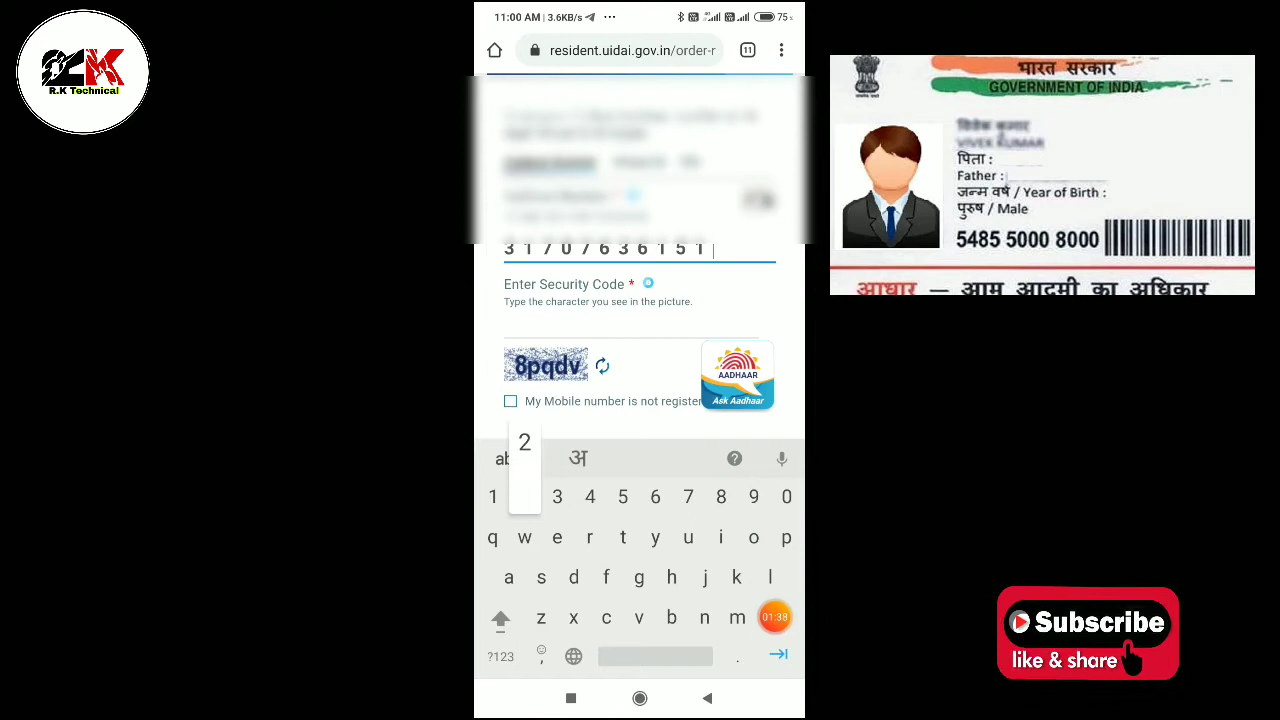 R.K Technical
11:00 AM | 3.6KB/s ...
75%
resident.uidai.gov.in/order-r
11
3 1 7 0 7 6 3 6 1 5 1
Enter Security Code *
Type the character you see in the picture.
8pqdv
My Mobile number is not register
AADHAAR
Ask Aadhaar
2
अ
1 3 4 5 6 7 8 9 0
q w e r t y u i o p
a s d f g h j k l
z x c v b n m
01:38
?123 , .
भारत सरकार
GOVERNMENT OF INDIA
VIVEK KUMAR
पिता :
Father :
जन्म वर्ष / Year of Birth :
पुरुष / Male
5485 5000 8000
आधार — आम आदमी का अधिकार
Subscribe
like & share